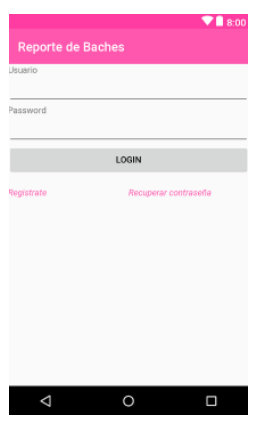 8:00
Reporte de Baches
Usuario
Password
LOGIN
Registrate Recuperar contraseña